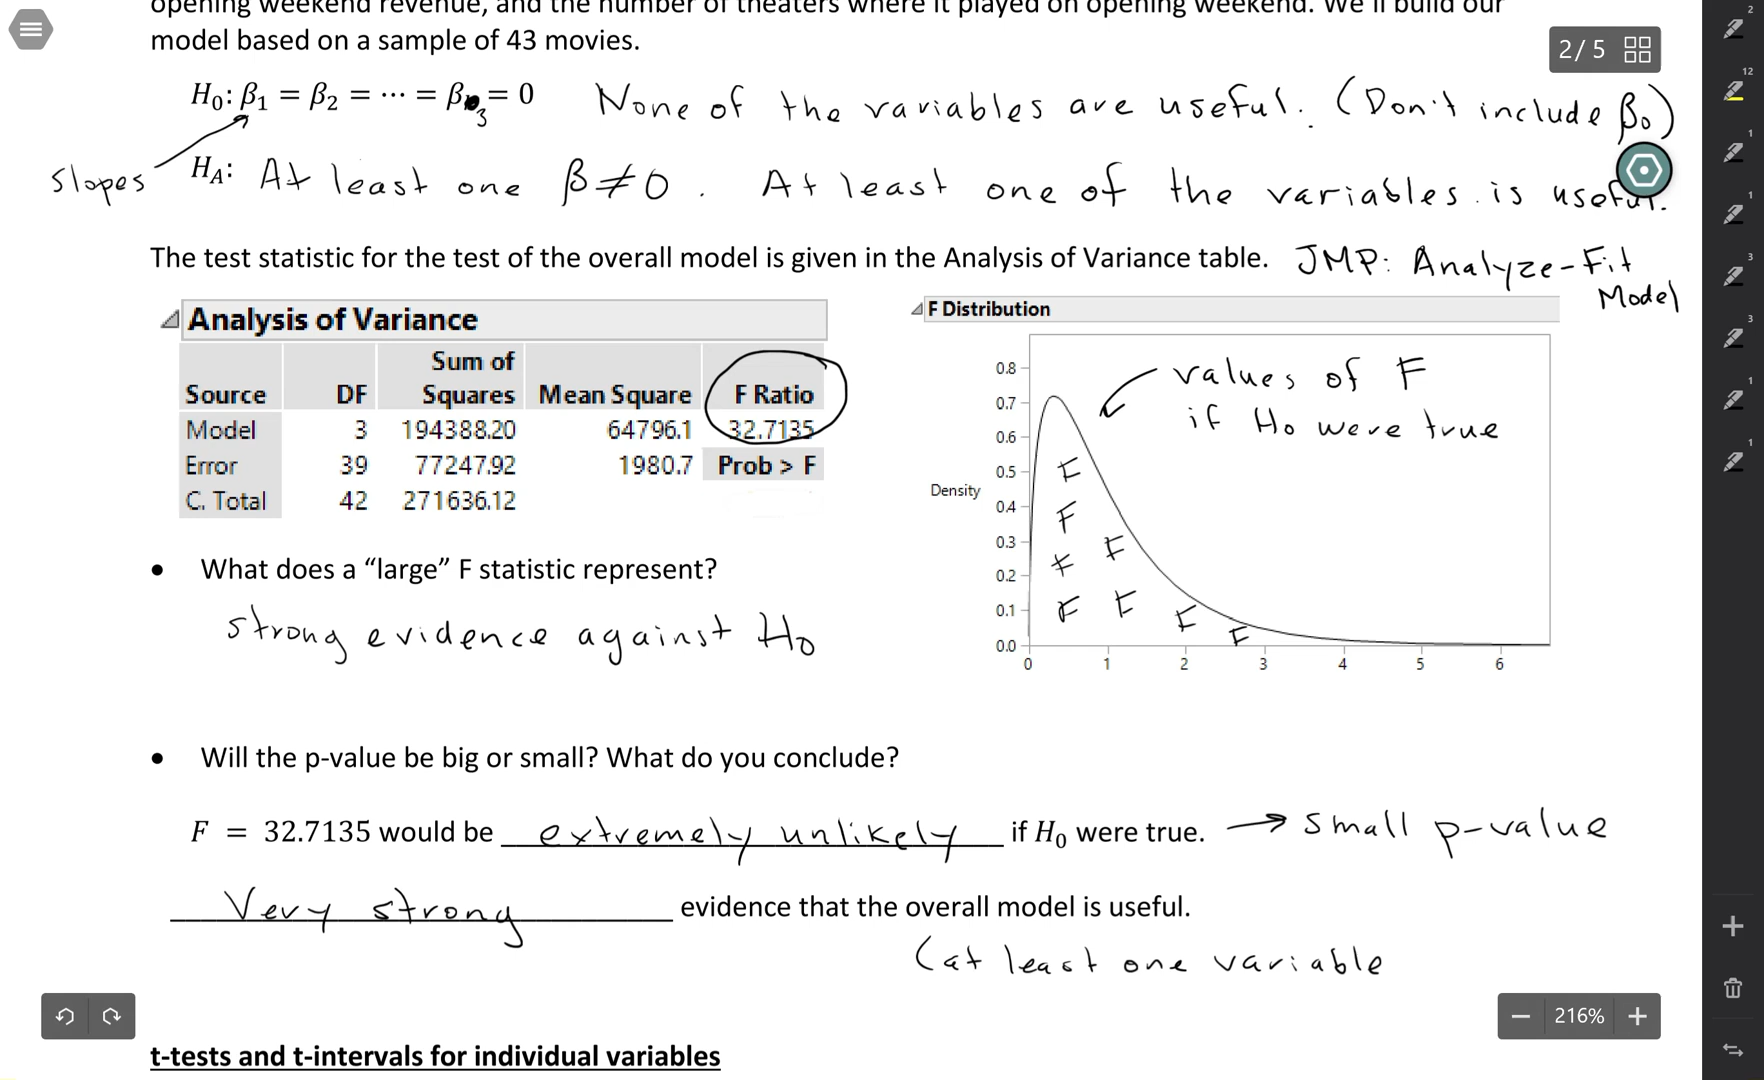 opening weekend revenue, and the number of theaters where it played on opening weekend. We'll build our
model based on a sample of 43 movies.
2 / 5
H₀: β₁ = β₂ = ⋯ = β₃ = 0 None of the variables are useful. (Don't include β₀)
slopes
H_A: At least one β ≠ 0. At least one of the variables is useful.
The test statistic for the test of the overall model is given in the Analysis of Variance table. JMP: Analyze-Fit
Model
Analysis of Variance
Source DF Sum of Squares Mean Square F Ratio
Model 3 194388.20 64796.1 32.7135
Error 39 77247.92 1980.7 Prob > F
C. Total 42 271636.12
F Distribution
values of F
if H₀ were true
Density
0.8
0.7
0.6
0.5
0.4
0.3
0.2
0.1
0.0
0 1 2 3 4 5 6
F
F
F F
F F F F
• What does a “large” F statistic represent?
strong evidence against H₀
• Will the p-value be big or small? What do you conclude?
F = 32.7135 would be extremely unlikely if H₀ were true. → small p-value
Very strong evidence that the overall model is useful.
(at least one variable
216%
t-tests and t-intervals for individual variables
2
12
1
1
3
3
1
1